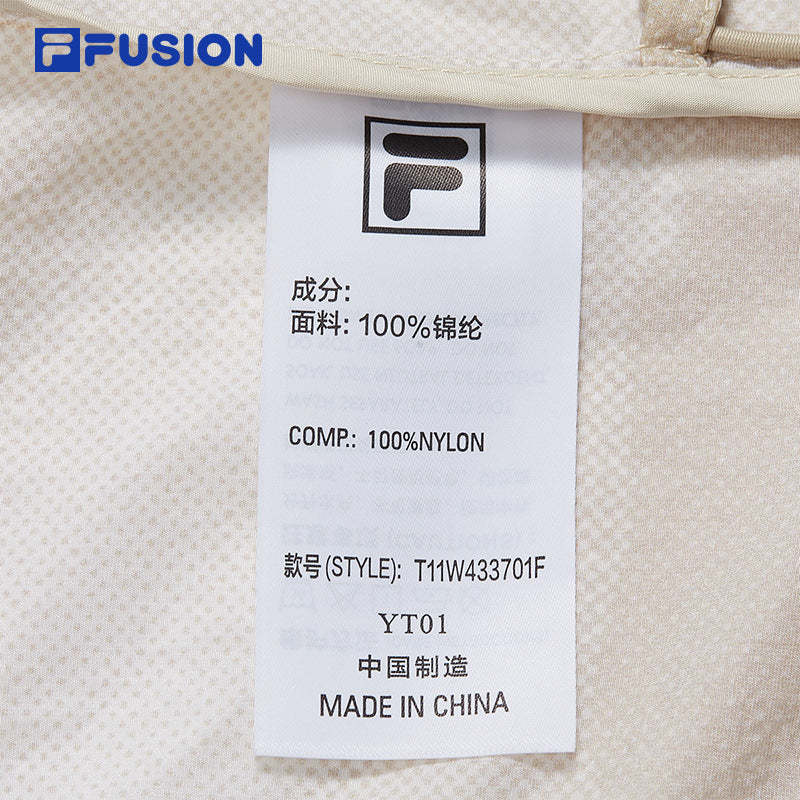 FUSION
成分:
面料: 100%锦纶
COMP.: 100%NYLON
款号(STYLE): T11W433701F
YT01
中国制造
MADE IN CHINA